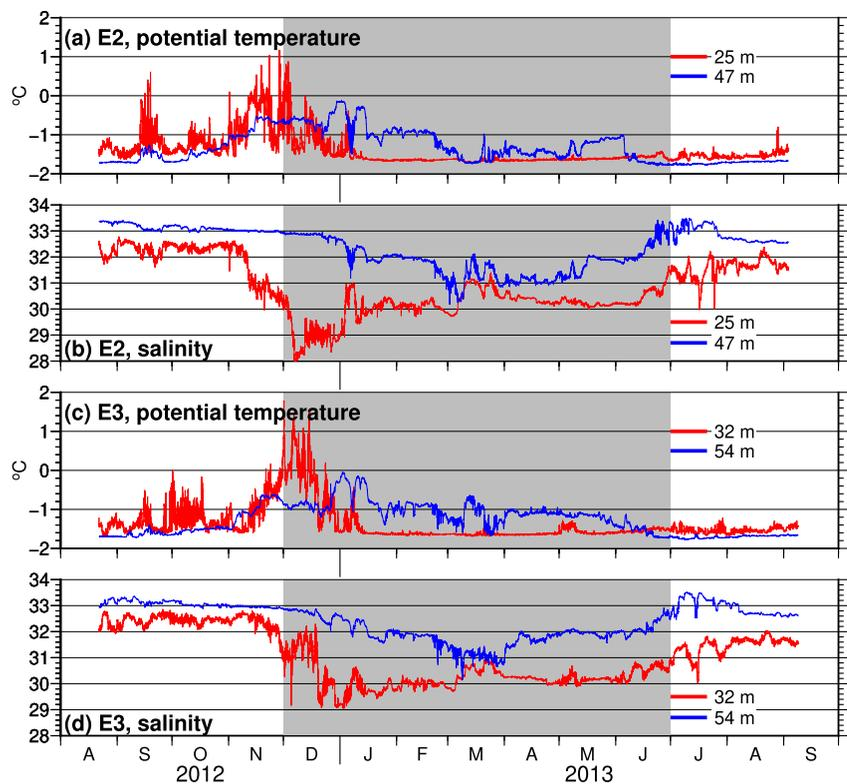 2
(a) E2, potential temperature
1
25 m
47 m
0
°C
−1
−2
34
33
32
31
30
25 m
29
47 m
(b) E2, salinity
28
2
(c) E3, potential temperature
1
32 m
54 m
0
°C
−1
−2
34
33
32
31
30
32 m
29
54 m
(d) E3, salinity
28
A S O N D J F M A M J J A S
2012 2013